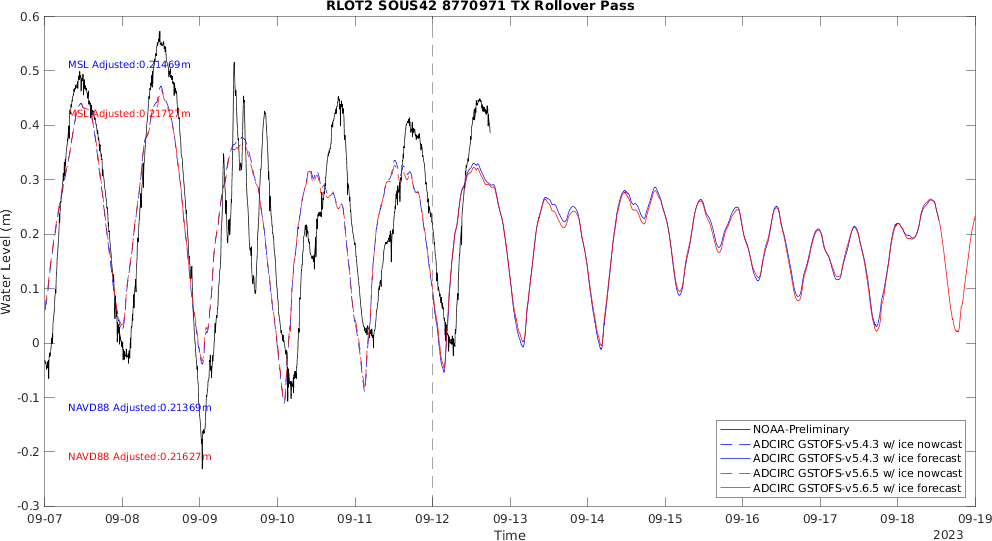 RLOT2 SOUS42 8770971 TX Rollover Pass
0.6
0.5
0.4
0.3
0.2
0.1
0
-0.1
-0.2
-0.3
Water Level (m)
MSL Adjusted:0.21469m
MSL Adjusted:0.21727m
NAVD88 Adjusted:0.21369m
NAVD88 Adjusted:0.21627m
NOAA-Preliminary
ADCIRC GSTOFS-v5.4.3 w/ ice nowcast
ADCIRC GSTOFS-v5.4.3 w/ ice forecast
ADCIRC GSTOFS-v5.6.5 w/ ice nowcast
ADCIRC GSTOFS-v5.6.5 w/ ice forecast
09-07 09-08 09-09 09-10 09-11 09-12 09-13 09-14 09-15 09-16 09-17 09-18 09-19
Time
2023